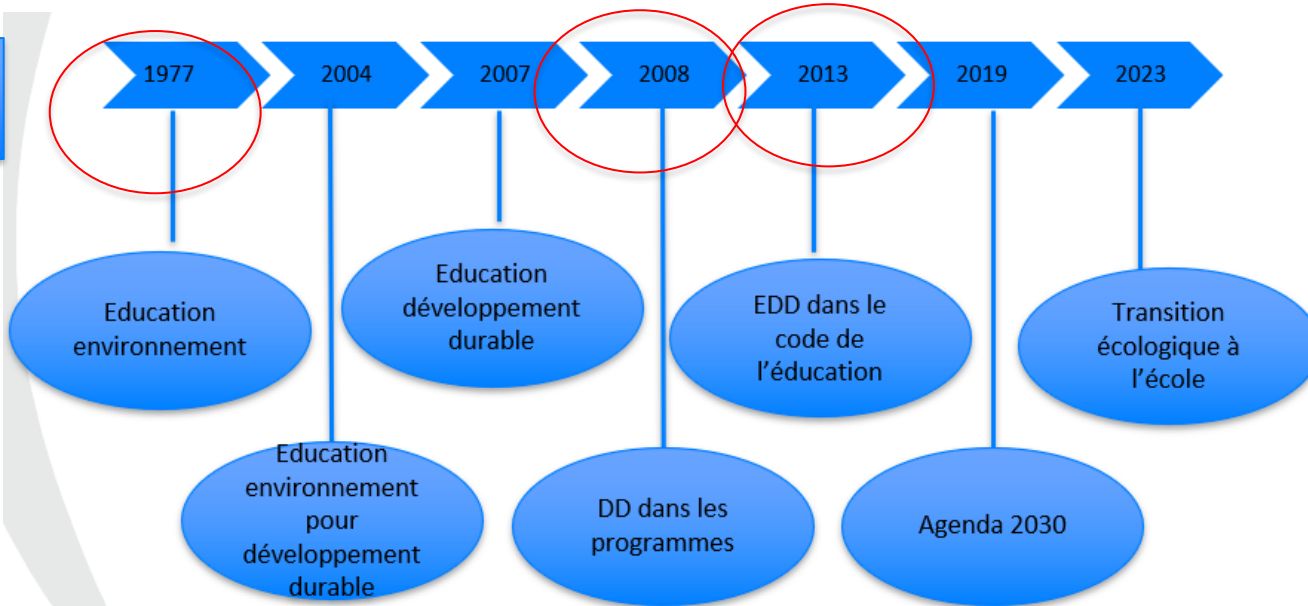 1977
2004
2007
2008
2013
2019
2023
Education
environnement
Education
environnement
pour
développement
durable
Education
développement
durable
DD dans les
programmes
EDD dans le
code de
l'éducation
Agenda 2030
Transition
écologique à
l'école